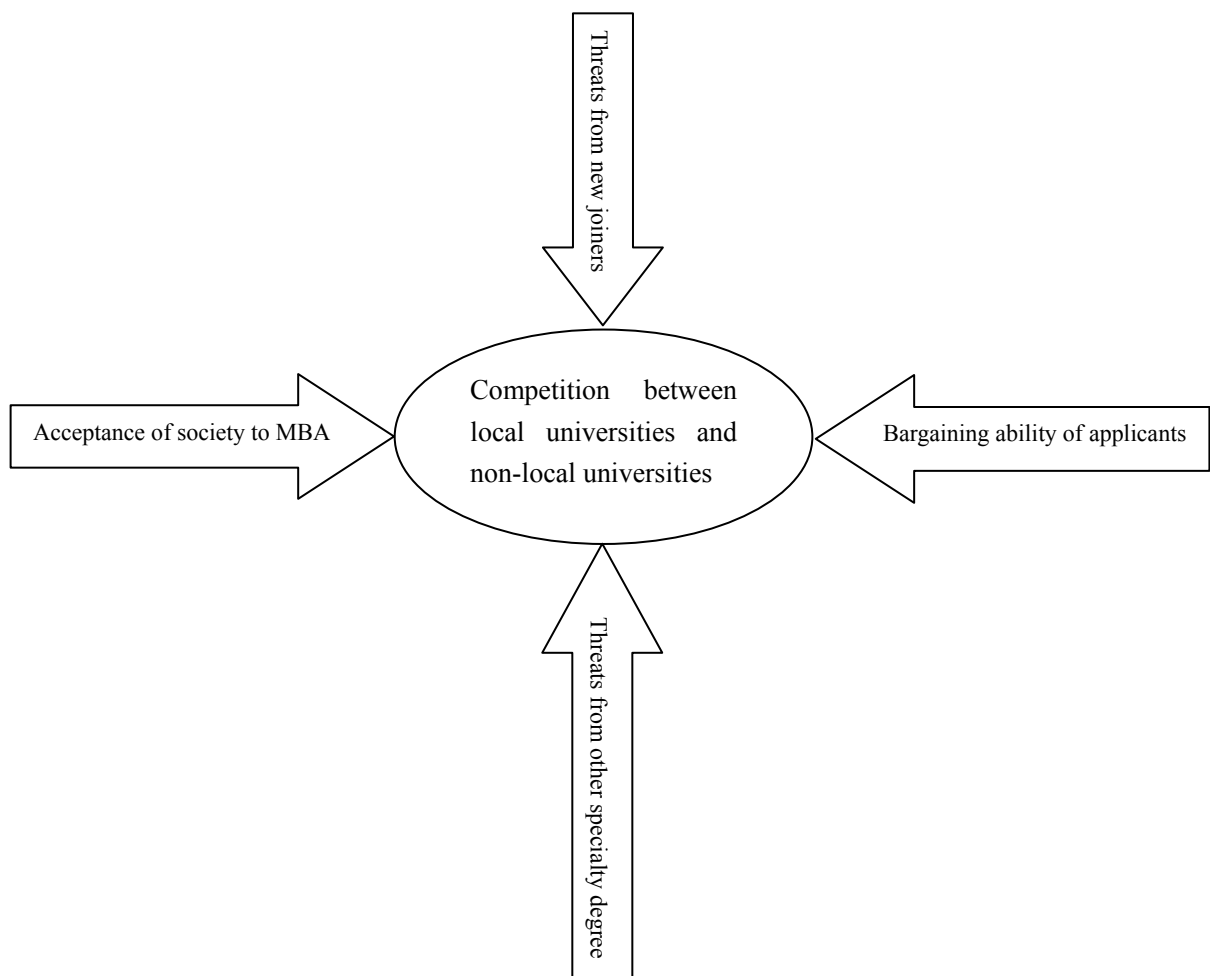 Threats from new joiners
Competition between
local universities and
non-local universities
Acceptance of society to MBA
Bargaining ability of applicants
Threats from other specialty degree